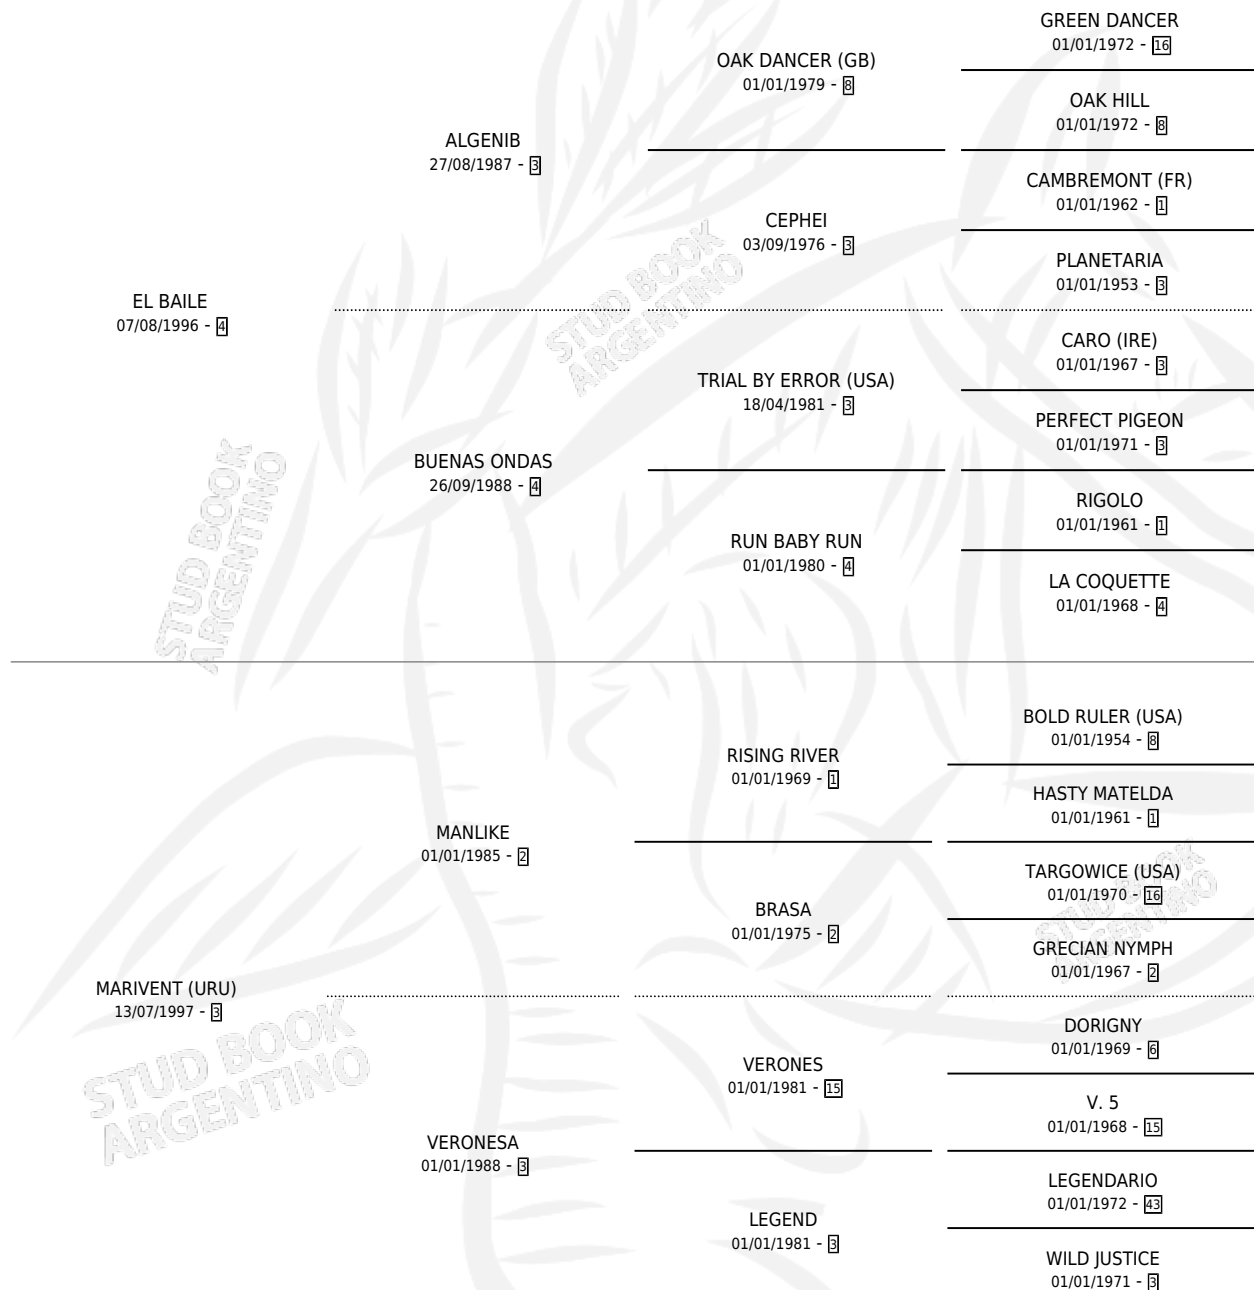 GREEN DANCER
01/01/1972 - 16
OAK DANCER (GB)
01/01/1979 - 8
OAK HILL
01/01/1972 - 8
ALGENIB
27/08/1987 - 3
CAMBREMONT (FR)
01/01/1962 - 1
CEPHEI
03/09/1976 - 3
PLANETARIA
01/01/1953 - 3
EL BAILE
07/08/1996 - 4
STUD BOOK
ARGENTINO
CARO (IRE)
01/01/1967 - 3
TRIAL BY ERROR (USA)
18/04/1981 - 3
PERFECT PIGEON
01/01/1971 - 3
BUENAS ONDAS
26/09/1988 - 4
RIGOLO
01/01/1961 - 1
RUN BABY RUN
01/01/1980 - 4
LA COQUETTE
01/01/1968 - 4
STUD BOOK
ARGENTINO
BOLD RULER (USA)
01/01/1954 - 8
RISING RIVER
01/01/1969 - 1
HASTY MATELDA
01/01/1961 - 1
MANLIKE
01/01/1985 - 2
TARGOWICE (USA)
01/01/1970 - 16
BRASA
01/01/1975 - 2
GRECIAN NYMPH
01/01/1967 - 2
STUD BOOK
ARGENTINO
MARIVENT (URU)
13/07/1997 - 3
DORIGNY
01/01/1969 - 6
VERONES
01/01/1981 - 15
V. 5
01/01/1968 - 15
STUD BOOK
ARGENTINO
VERONESA
01/01/1988 - 3
LEGENDARIO
01/01/1972 - 43
LEGEND
01/01/1981 - 3
WILD JUSTICE
01/01/1971 - 3